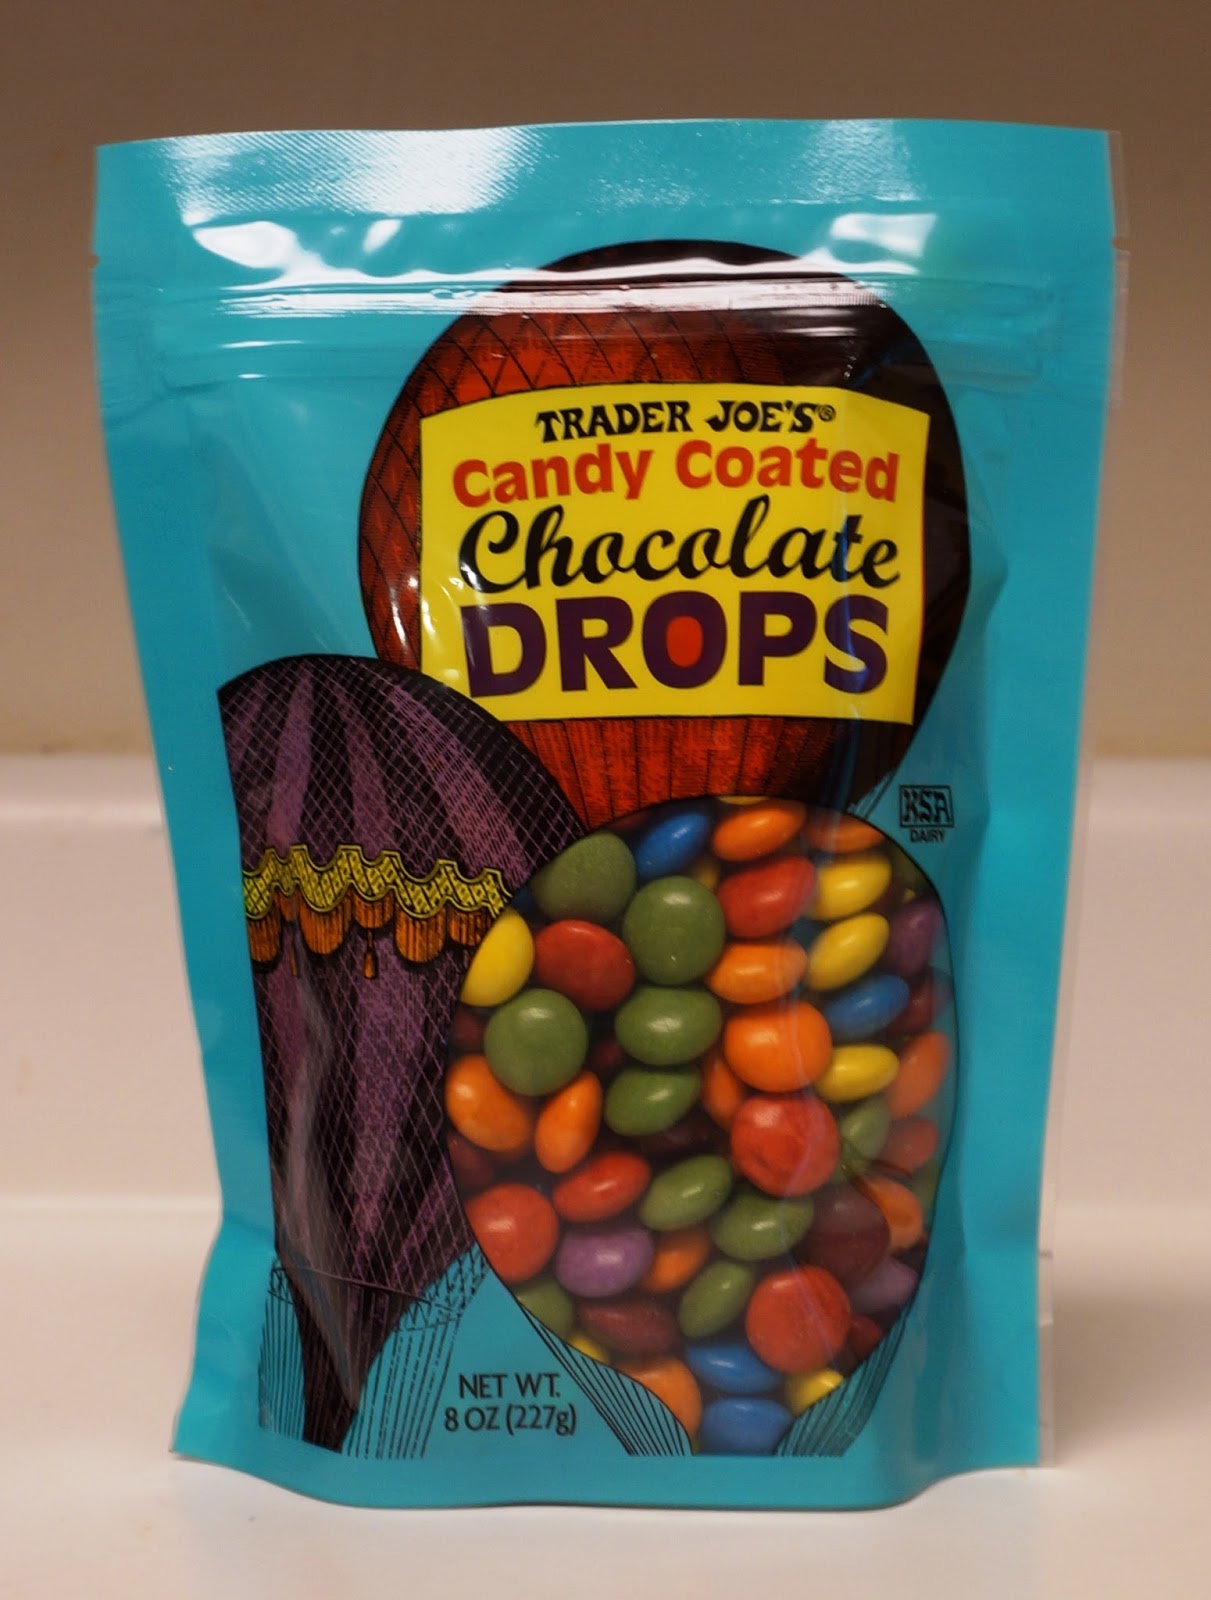 TRADER JOE'S®
Candy Coated
Chocolate
DROPS
KSA
DAIRY
NET WT.
8 OZ (227g)